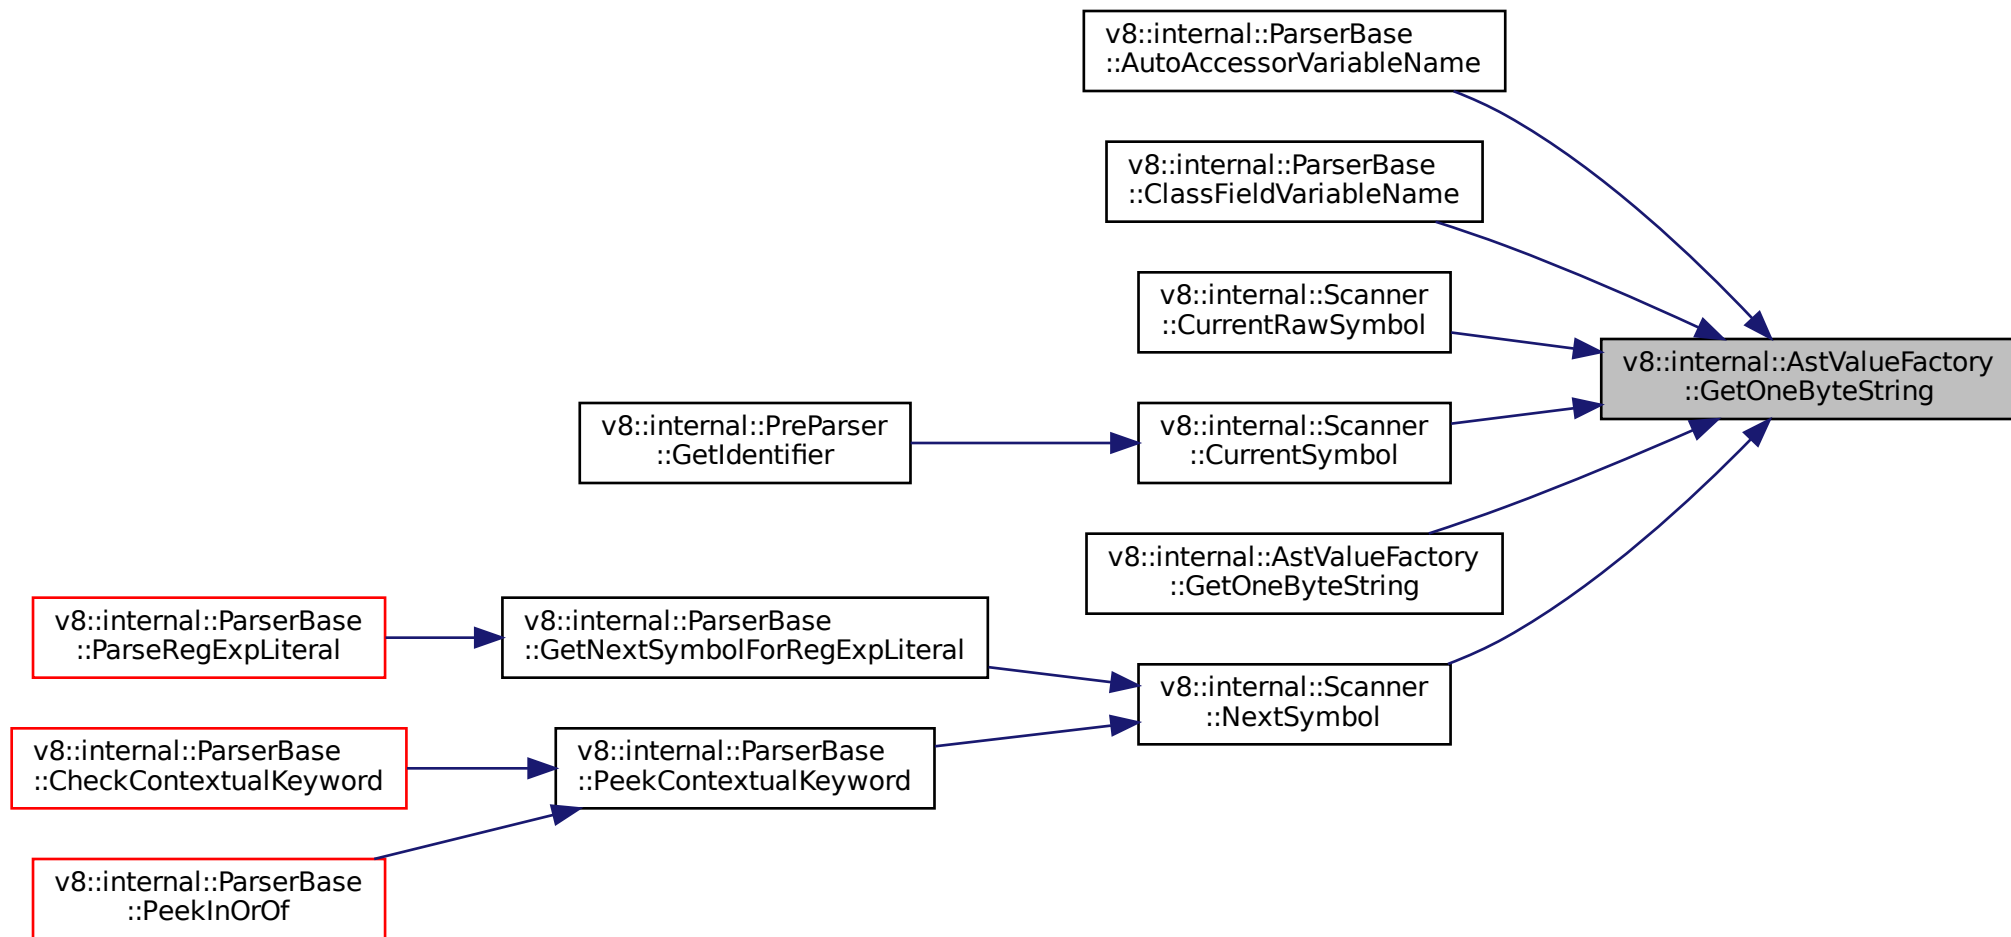 v8::internal::ParserBase
::AutoAccessorVariableName
v8::internal::ParserBase
::ClassFieldVariableName
v8::internal::Scanner
::CurrentRawSymbol
v8::internal::AstValueFactory
::GetOneByteString
v8::internal::PreParser
::GetIdentifier
v8::internal::Scanner
::CurrentSymbol
v8::internal::AstValueFactory
::GetOneByteString
v8::internal::ParserBase
::ParseRegExpLiteral
v8::internal::ParserBase
::GetNextSymbolForRegExpLiteral
v8::internal::Scanner
::NextSymbol
v8::internal::ParserBase
::CheckContextualKeyword
v8::internal::ParserBase
::PeekContextualKeyword
v8::internal::ParserBase
::PeekInOrOf